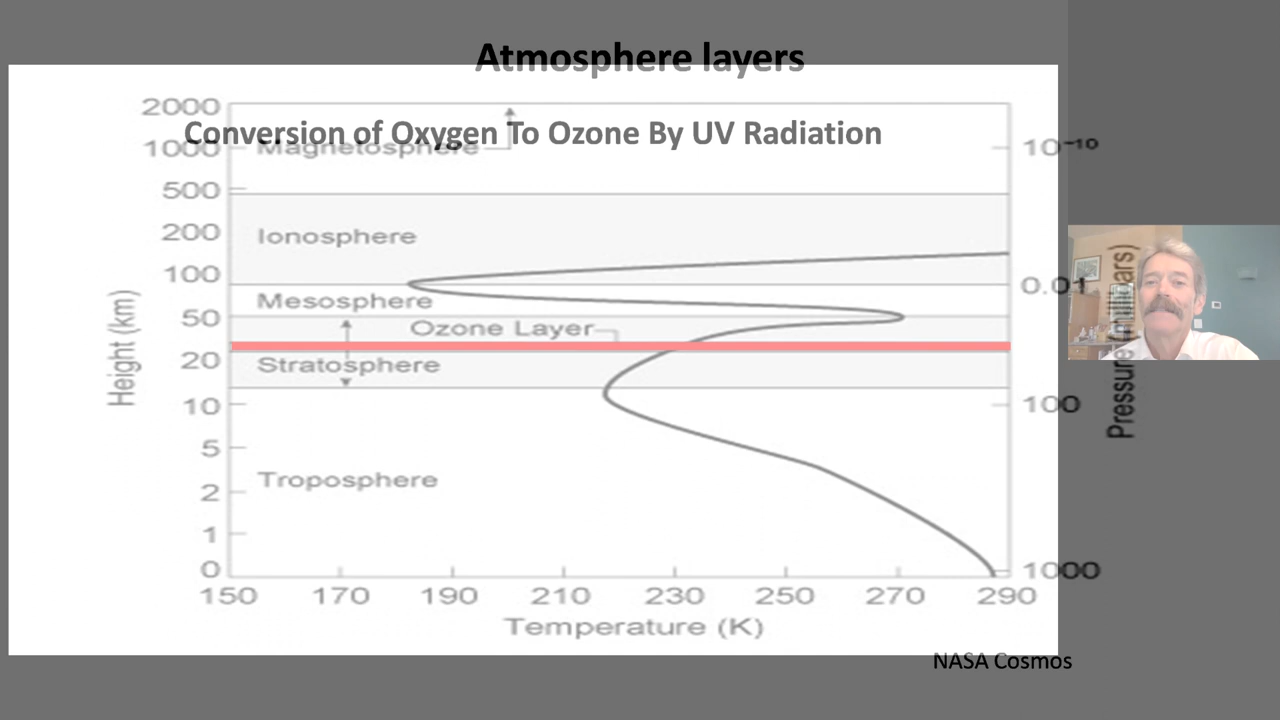 Atmosphere layers
Conversion of Oxygen To Ozone By UV Radiation
2000
1000
500
200
100
50
20
10
5
2
1
0
Height (km)
Magnetosphere
Ionosphere
Mesosphere
Ozone Layer
Stratosphere
Troposphere
10⁻¹⁰
0.01
100
1000
150 170 190 210 230 250 270 290
Temperature (K)
NASA Cosmos